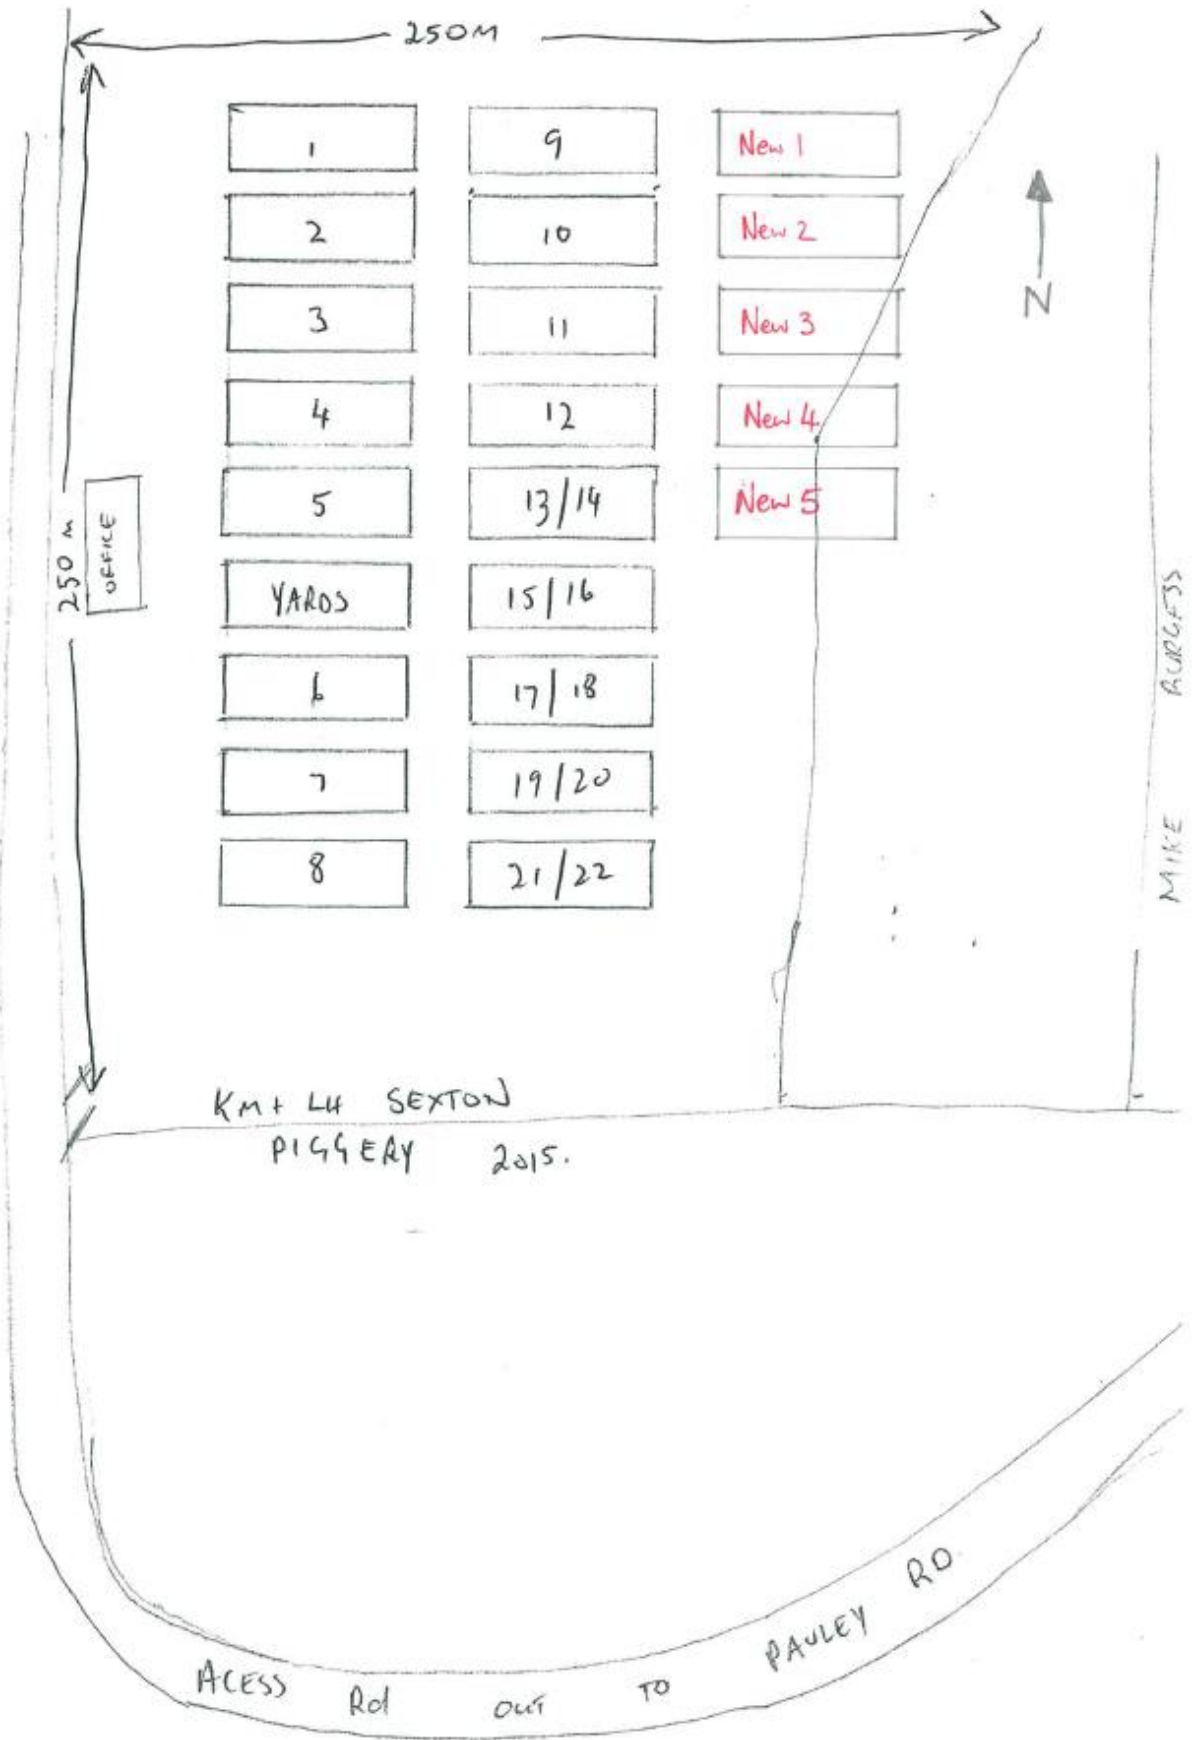 250M
1
9
New 1
2
10
New 2
3
11
New 3
N
4
12
New 4
5
13/14
New 5
250 m
OFFICE
YARDS
15/16
6
17/18
7
19/20
8
21/22
MIKE BURGESS
KM + LH SEXTON
PIGGERY 2015.
ACESS Rd OUT TO PAULEY RD.